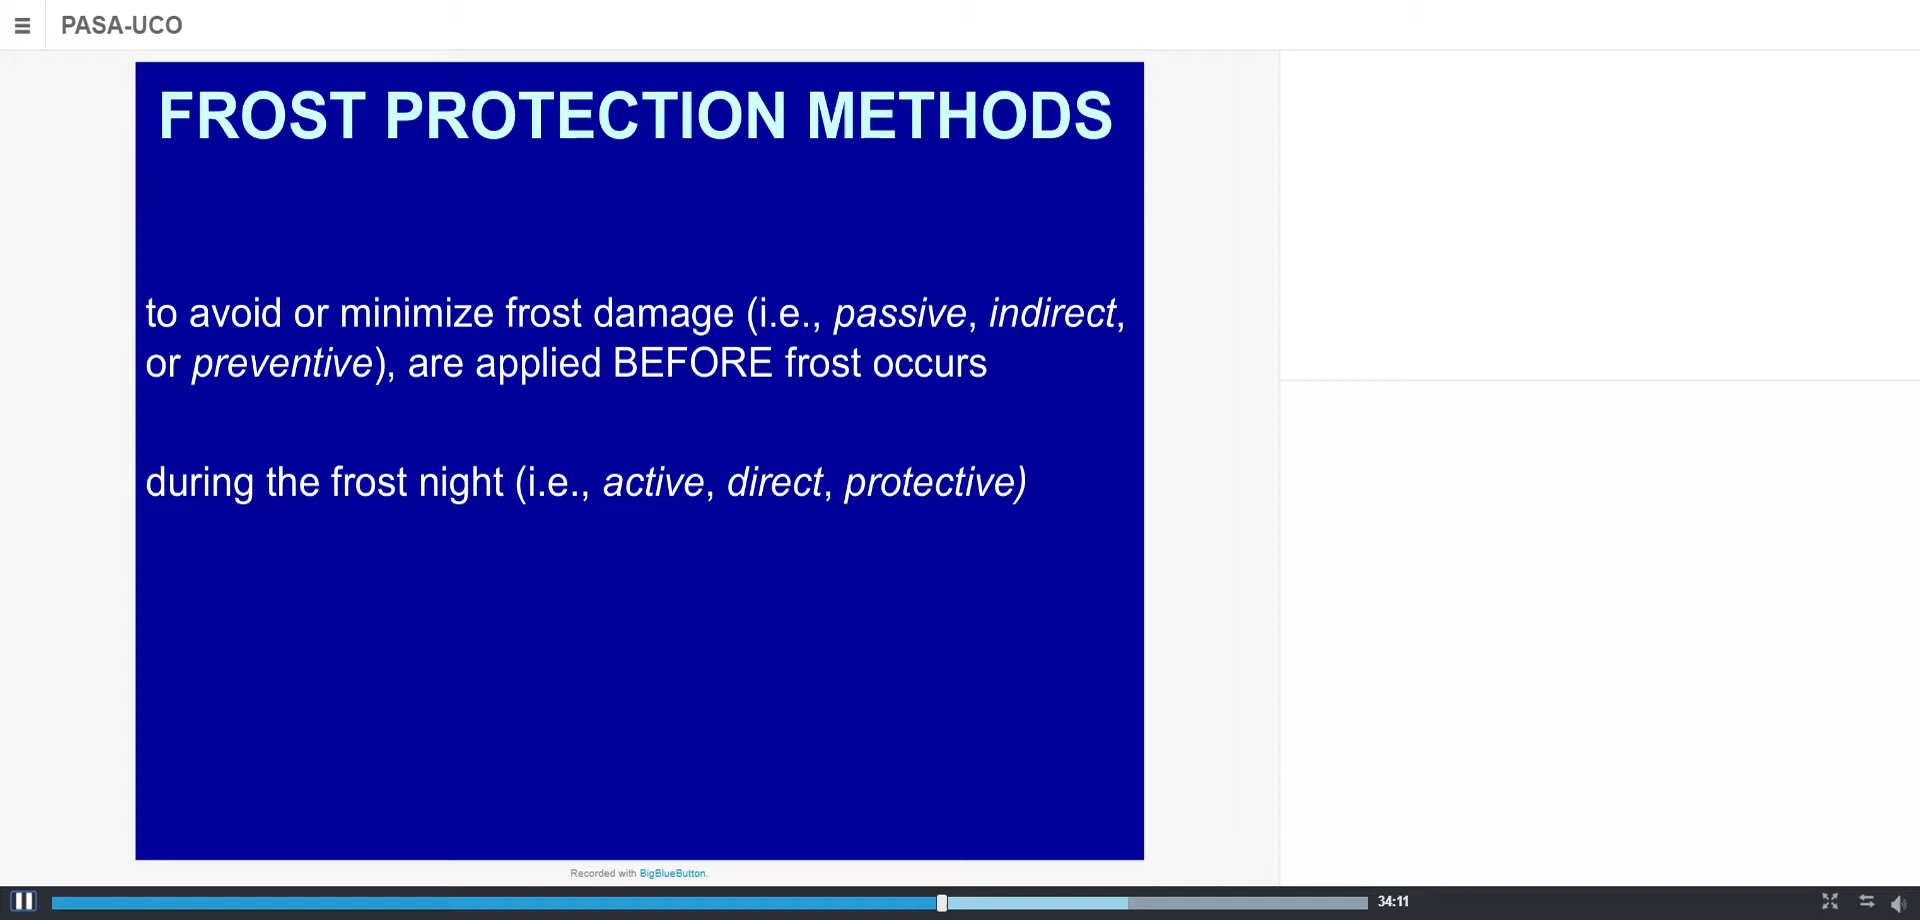 PASA-UCO
FROST PROTECTION METHODS
to avoid or minimize frost damage (i.e., passive, indirect,
or preventive), are applied BEFORE frost occurs
during the frost night (i.e., active, direct, protective)
Recorded with BigBlueButton.
34:11